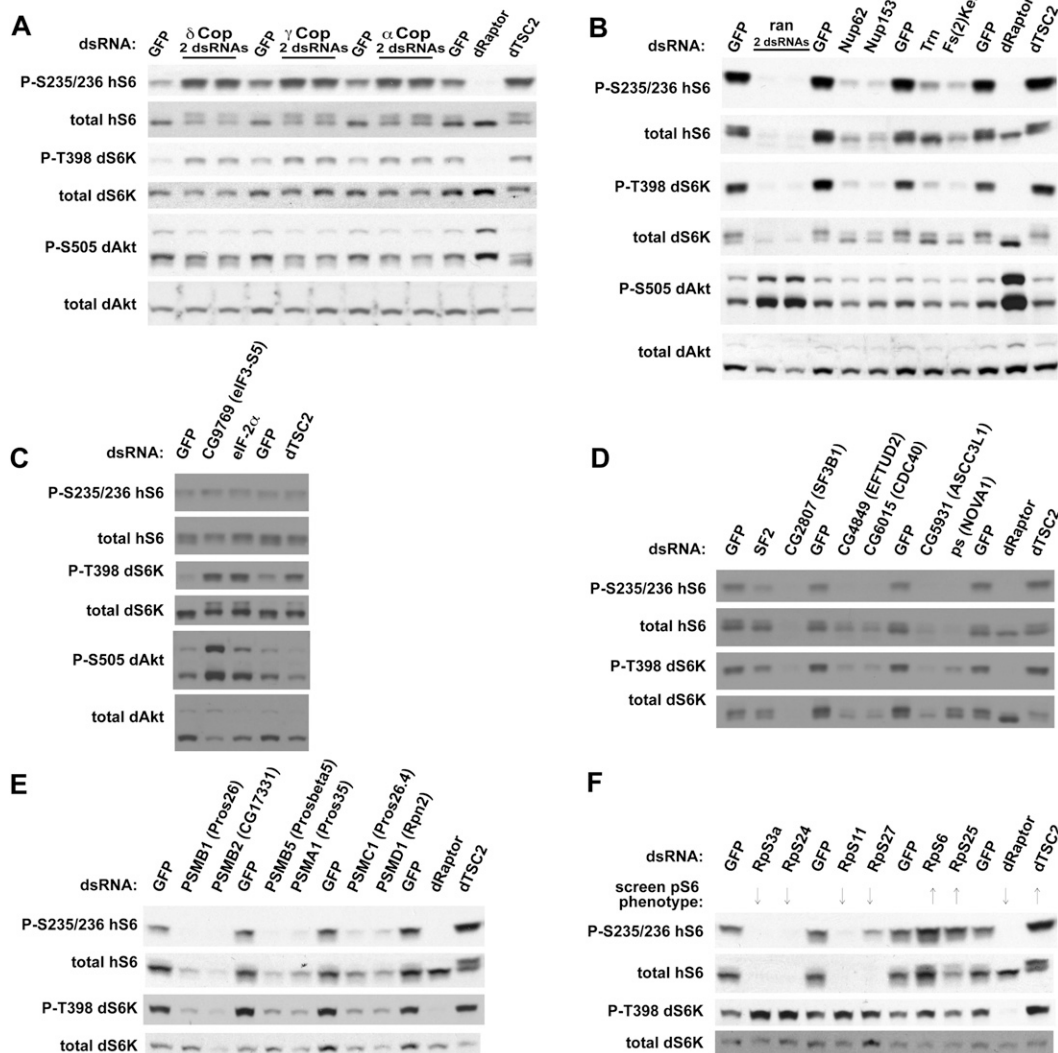 A
dsRNA:
GFP
δ Cop
2 dsRNAs
GFP
γ Cop
2 dsRNAs
GFP
α Cop
2 dsRNAs
GFP
dRaptor
dTSC2
P-S235/236 hS6
total hS6
P-T398 dS6K
total dS6K
P-S505 dAkt
total dAkt
B
dsRNA:
GFP
ran
2 dsRNAs
GFP
Nup62
Nup153
GFP
Trn
Fs(2)Ke
GFP
dRaptor
dTSC2
P-S235/236 hS6
total hS6
P-T398 dS6K
total dS6K
P-S505 dAkt
total dAkt
C
dsRNA:
GFP
CG9769 (eIF3-S5)
eIF-2α
GFP
dTSC2
P-S235/236 hS6
total hS6
P-T398 dS6K
total dS6K
P-S505 dAkt
total dAkt
D
dsRNA:
GFP
SF2
CG2807 (SF3B1)
GFP
CG4849 (EFTUD2)
CG6015 (CDC40)
GFP
CG5931 (ASCC3L1)
ps (NOVA1)
GFP
dRaptor
dTSC2
P-S235/236 hS6
total hS6
P-T398 dS6K
total dS6K
E
dsRNA:
GFP
PSMB1 (Pros26)
PSMB2 (CG17331)
GFP
PSMB5 (Prosbeta5)
PSMA1 (Pros35)
GFP
PSMC1 (Pros26.4)
PSMD1 (Rpn2)
GFP
dRaptor
dTSC2
P-S235/236 hS6
total hS6
P-T398 dS6K
total dS6K
F
dsRNA:
GFP
RpS3a
RpS24
GFP
RpS11
RpS27
GFP
RpS6
RpS25
GFP
dRaptor
dTSC2
screen pS6
phenotype: ↓ ↓ ↓ ↓ ↑ ↑ ↓ ↑
P-S235/236 hS6
total hS6
P-T398 dS6K
total dS6K